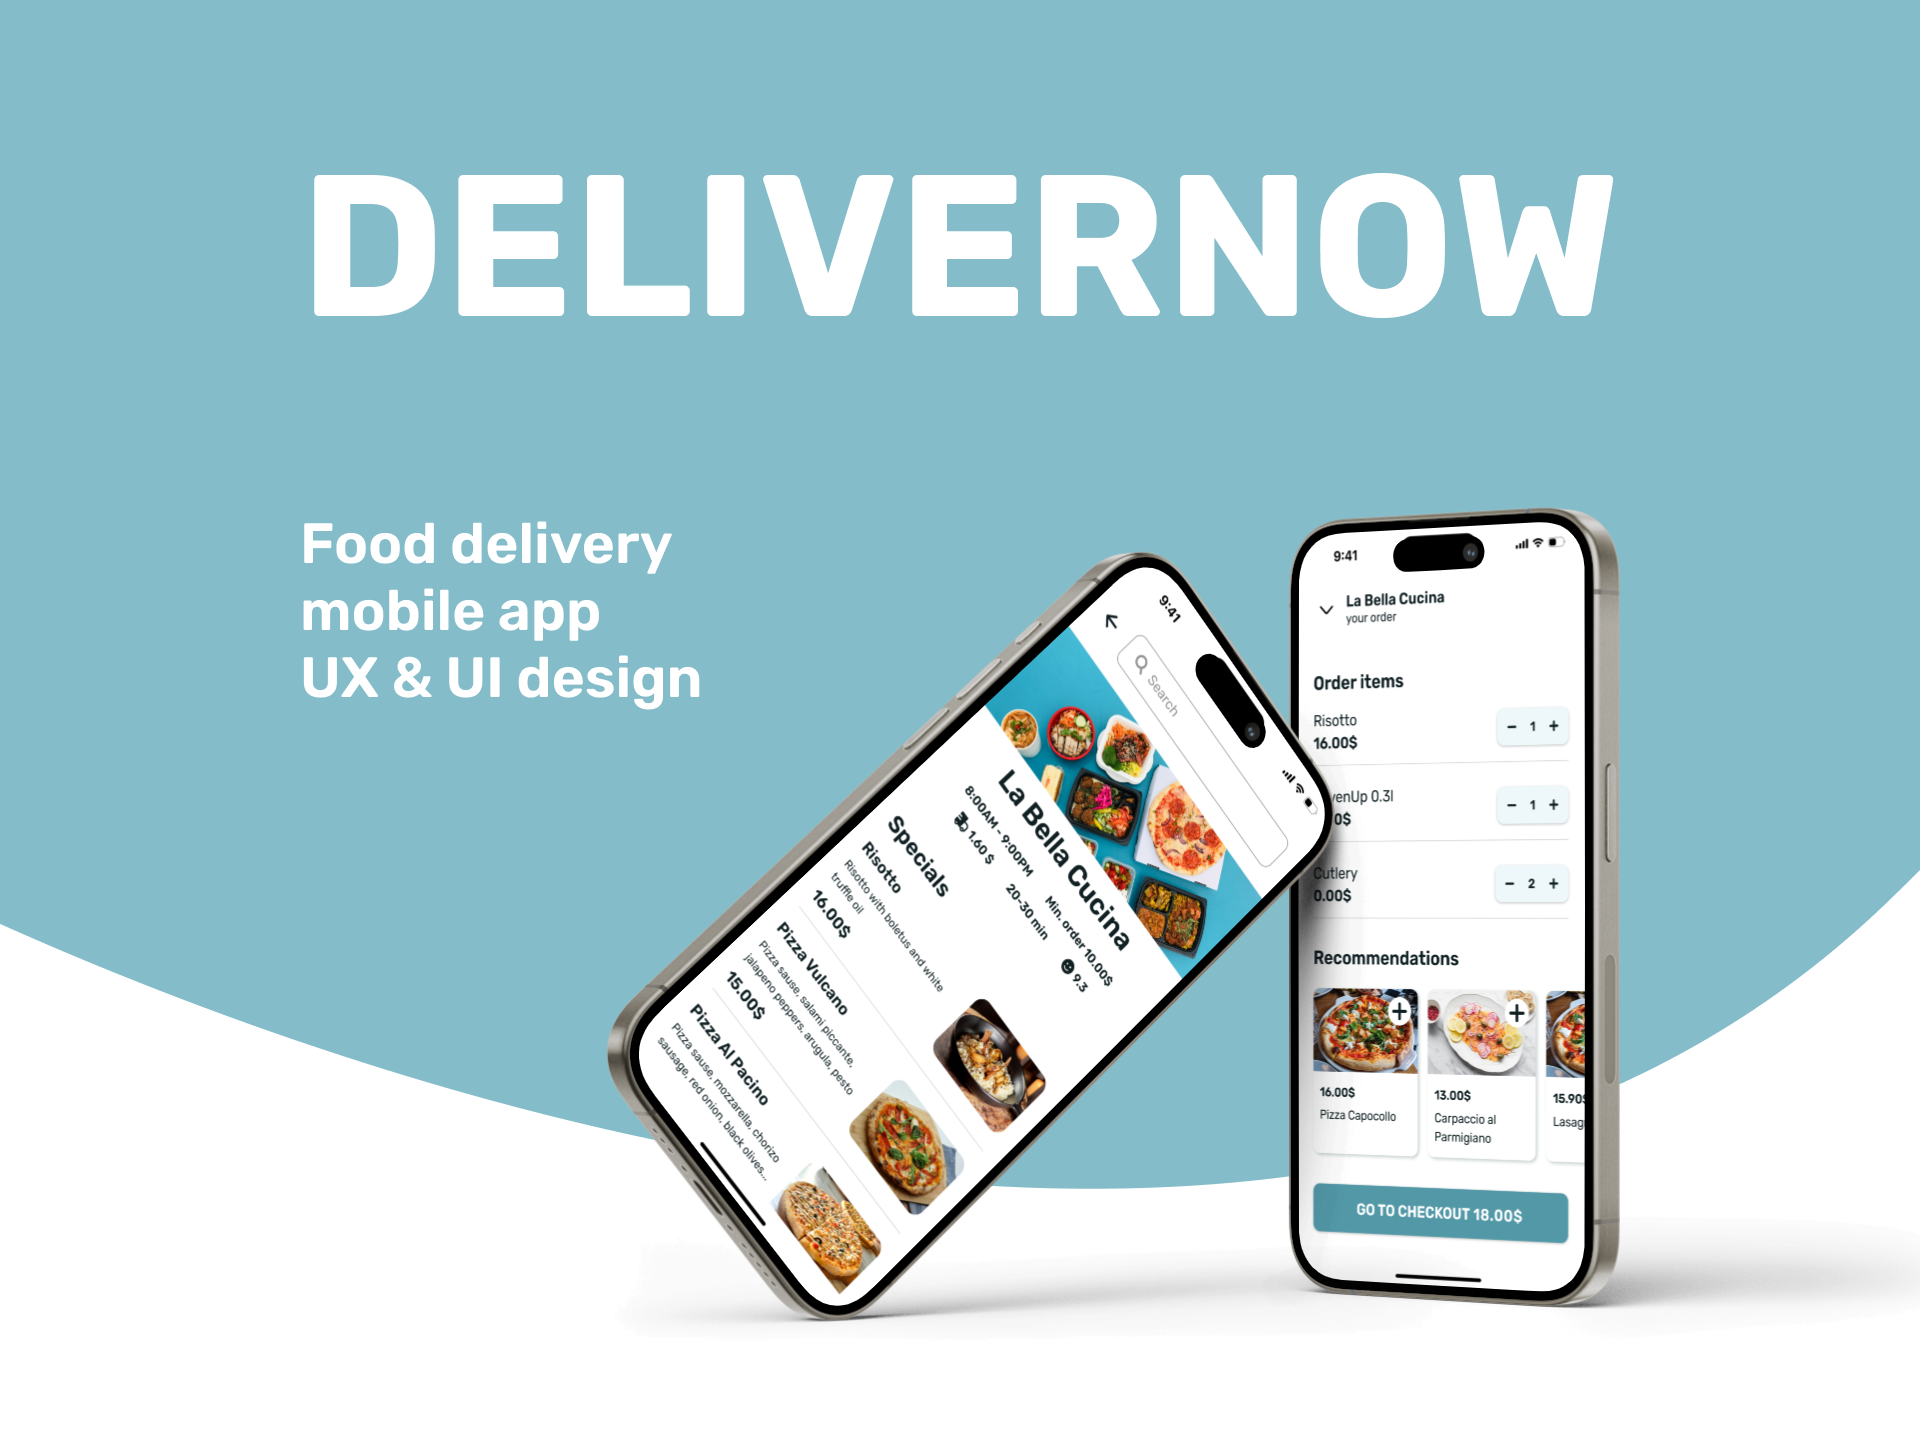 DELIVERNOW
Food delivery
mobile app
UX & UI design
9:41
Search
La Bella Cucina
8:00AM - 9:00PM
Min. order 10.00$
1.60 $
20-30 min
9.3
Specials
Risotto
Risotto with boletus and white
truffle oil
16.00$
Pizza Vulcano
Pizza sause, salami piccante,
jalapeno peppers, arugula, pesto
15.00$
Pizza Al Pacino
Pizza sause, mozzarella, chorizo
sausage, red onion, black olives...
9:41
La Bella Cucina
your order
Order items
Risotto
16.00$
- 1 +
venUp 0.3l
0$
- 1 +
Cutlery
0.00$
- 2 +
Recommendations
16.00$
Pizza Capocollo
13.00$
Carpaccio al
Parmigiano
15.90$
Lasag
GO TO CHECKOUT 18.00$